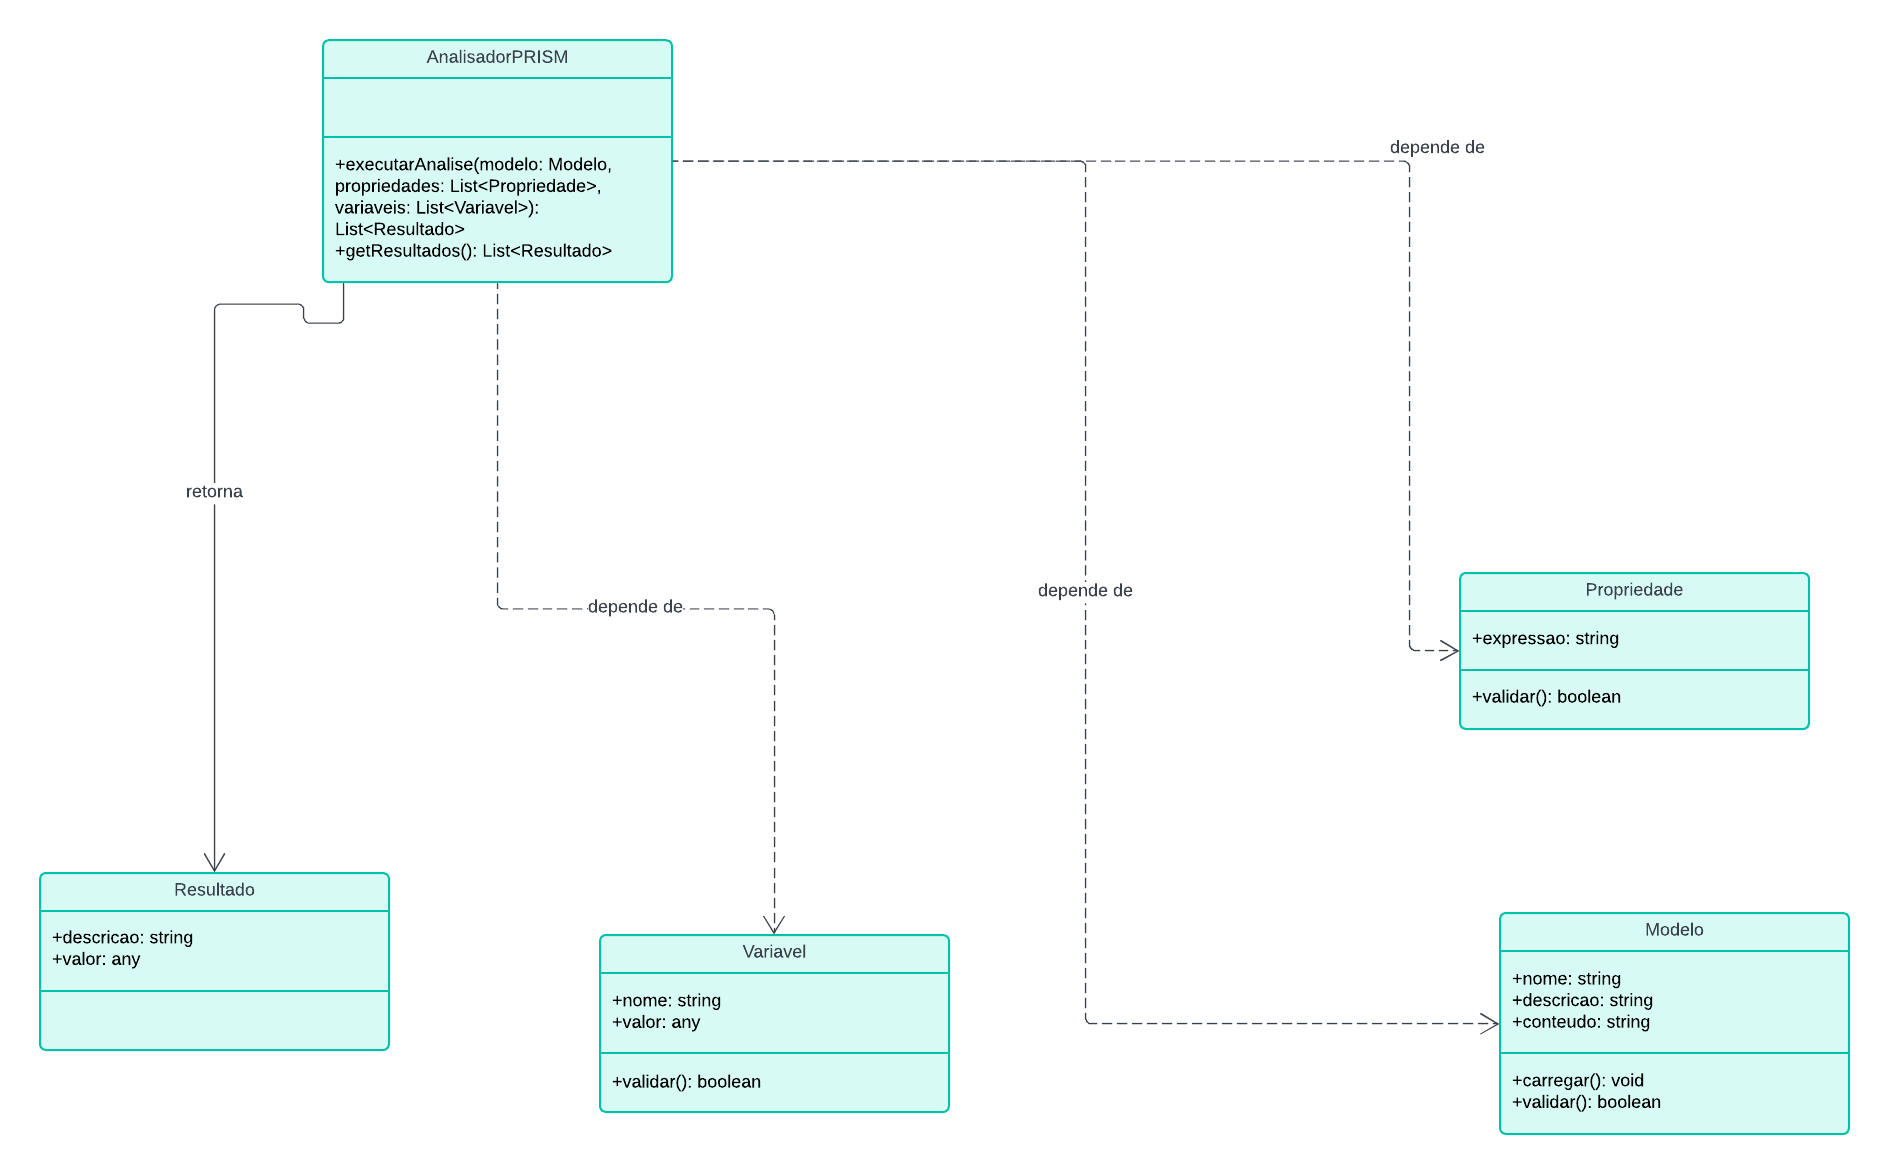 AnalisadorPRISM
+executarAnalise(modelo: Modelo,
propriedades: List<Propriedade>,
variaveis: List<Variavel>):
List<Resultado>
+getResultados(): List<Resultado>
depende de
retorna
depende de
depende de
Propriedade
+expressao: string
+validar(): boolean
Resultado
+descricao: string
+valor: any
Variavel
+nome: string
+valor: any
+validar(): boolean
Modelo
+nome: string
+descricao: string
+conteudo: string
+carregar(): void
+validar(): boolean